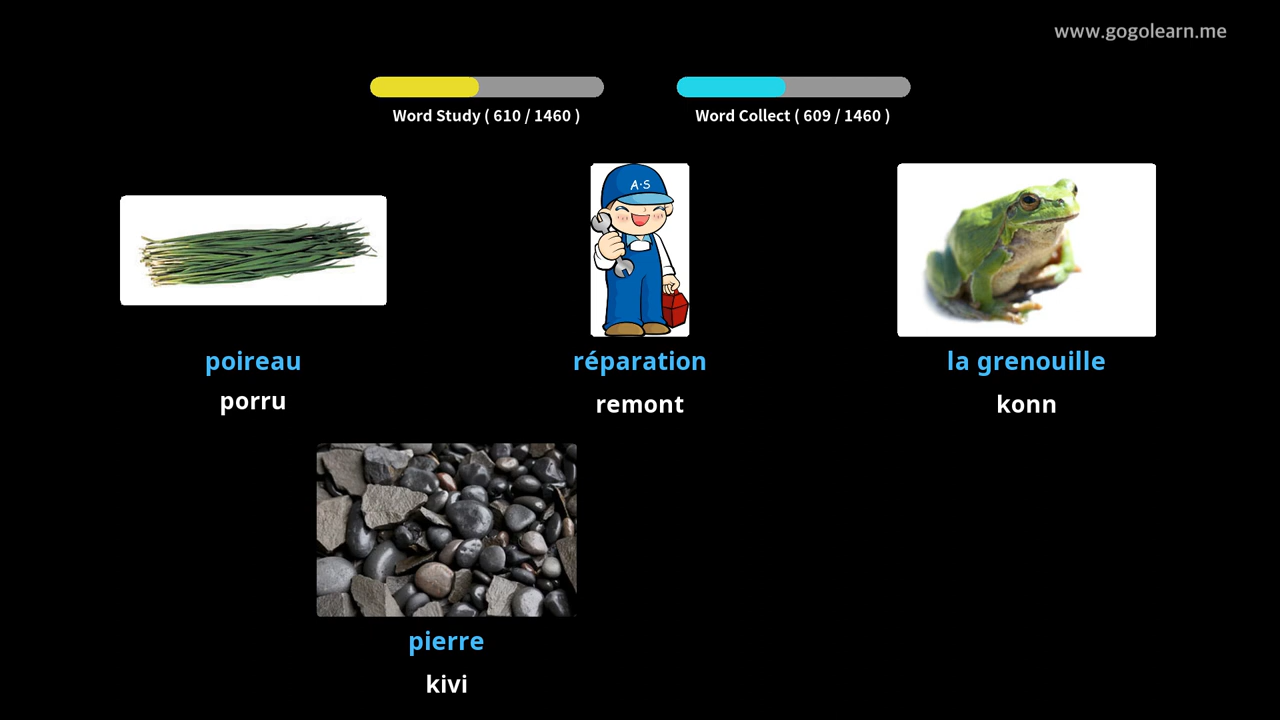 www.gogolearn.me
Word Study ( 610 / 1460 )
Word Collect ( 609 / 1460 )
A·S
poireau
réparation
la grenouille
porru
remont
konn
pierre
kivi